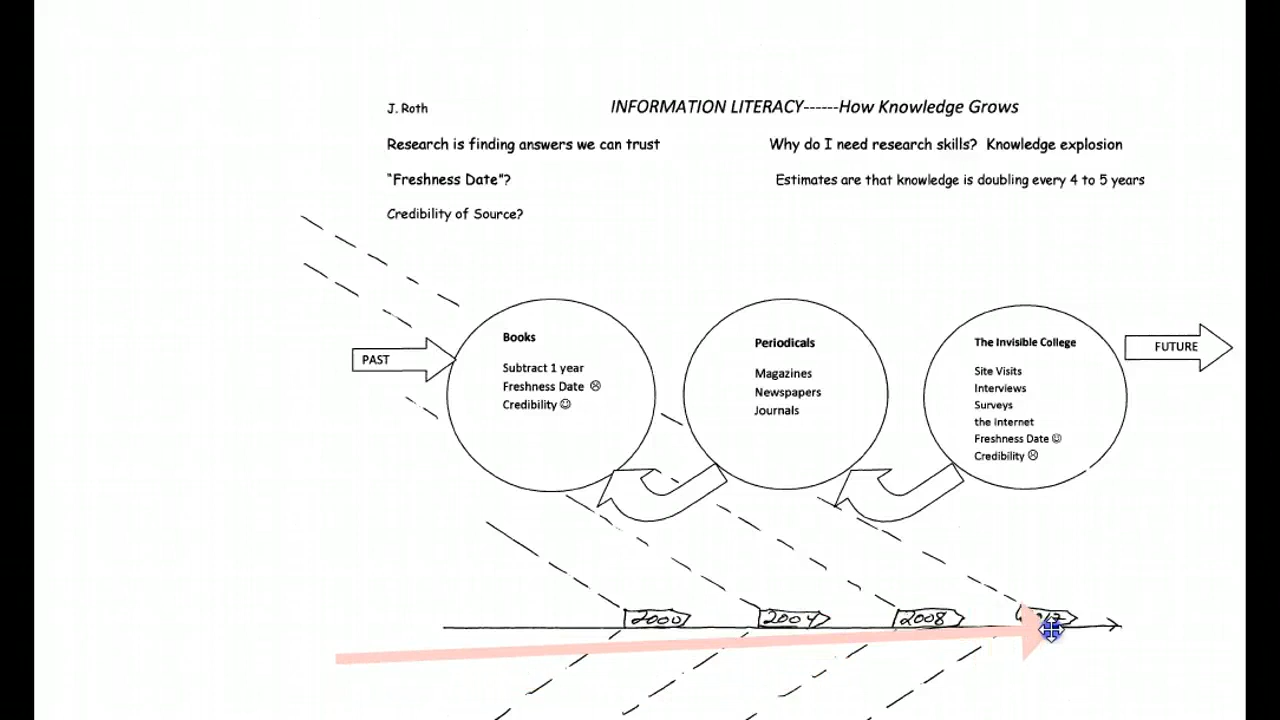 J. Roth
INFORMATION LITERACY------How Knowledge Grows
Research is finding answers we can trust
Why do I need research skills? Knowledge explosion
"Freshness Date"?
Estimates are that knowledge is doubling every 4 to 5 years
Credibility of Source?
PAST
Books
Subtract 1 year
Freshness Date ☹
Credibility ☺
Periodicals
Magazines
Newspapers
Journals
The Invisible College
Site Visits
Interviews
Surveys
the Internet
Freshness Date ☺
Credibility ☹
FUTURE
2000
2004
2008